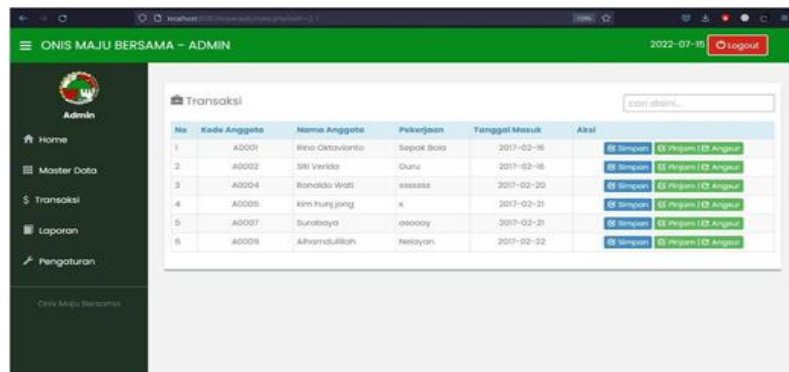 ONIS MAJU BERSAMA - ADMIN
2022-07-15 Logout
Admin
Home
Master Data
$ Transaksi
Laporan
Pengaturan
Onis Maju Bersama
Transaksi
cari disini...
No Kode Anggota Nama Anggota Pekerjaan Tanggal Masuk Aksi
1 A0001 Rino Oktavianto Sepak Bola 2017-02-16 Simpan Pinjam | Angsur
2 A0002 Siti Verida Guru 2017-02-16 Simpan Pinjam | Angsur
3 A0004 Ronaldo Wati sssssss 2017-02-20 Simpan Pinjam | Angsur
4 A0005 kim hunj jong x 2017-02-21 Simpan Pinjam | Angsur
5 A0007 Surabaya 2017-02-21 Simpan Pinjam | Angsur
6 Alhamdulillah Nelayan 2017-02-22 Simpan Pinjam | Angsur